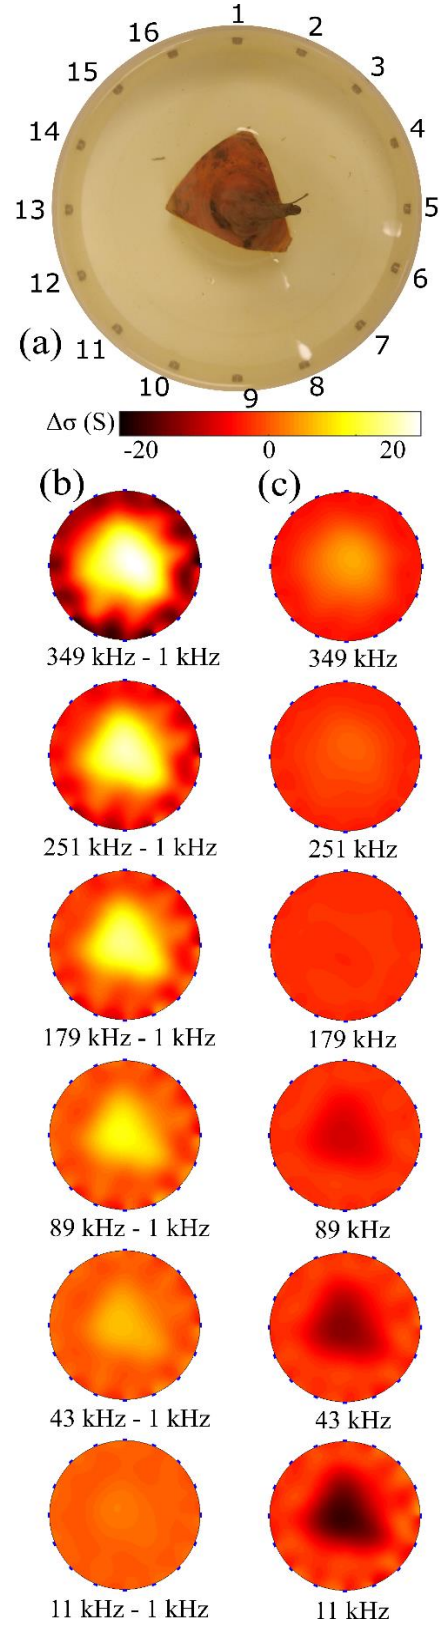 1
2
3
4
5
6
7
8
9
10
11
12
13
14
15
16
(a)
Δσ (S)
-20 0 20
(b) (c)
349 kHz - 1 kHz 349 kHz
251 kHz - 1 kHz 251 kHz
179 kHz - 1 kHz 179 kHz
89 kHz - 1 kHz 89 kHz
43 kHz - 1 kHz 43 kHz
11 kHz - 1 kHz 11 kHz